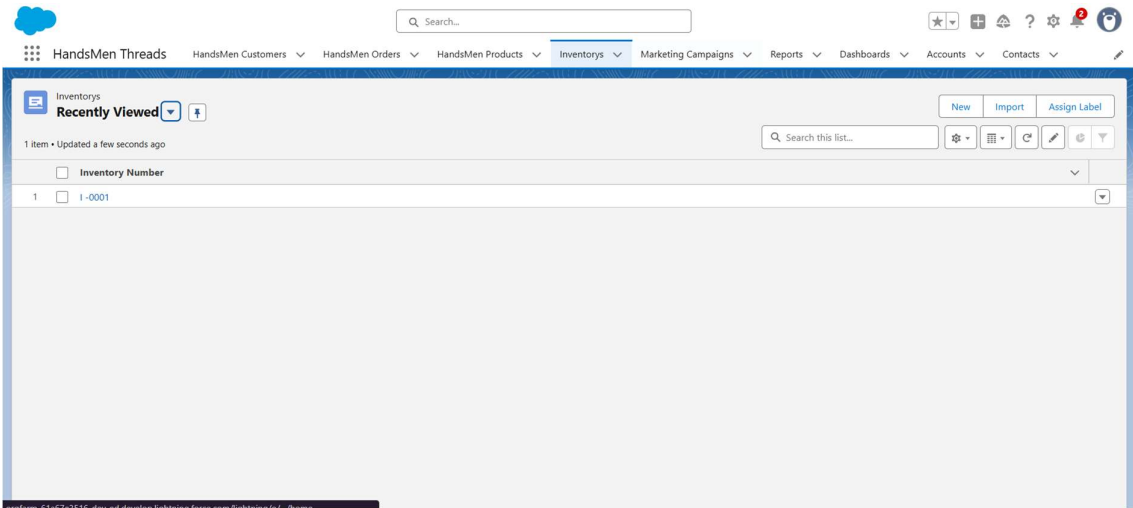 Search...
2
HandsMen Threads HandsMen Customers HandsMen Orders HandsMen Products Inventorys Marketing Campaigns Reports Dashboards Accounts Contacts
Inventorys
Recently Viewed
New Import Assign Label
1 item • Updated a few seconds ago
Search this list...
Inventory Number
1 I -0001